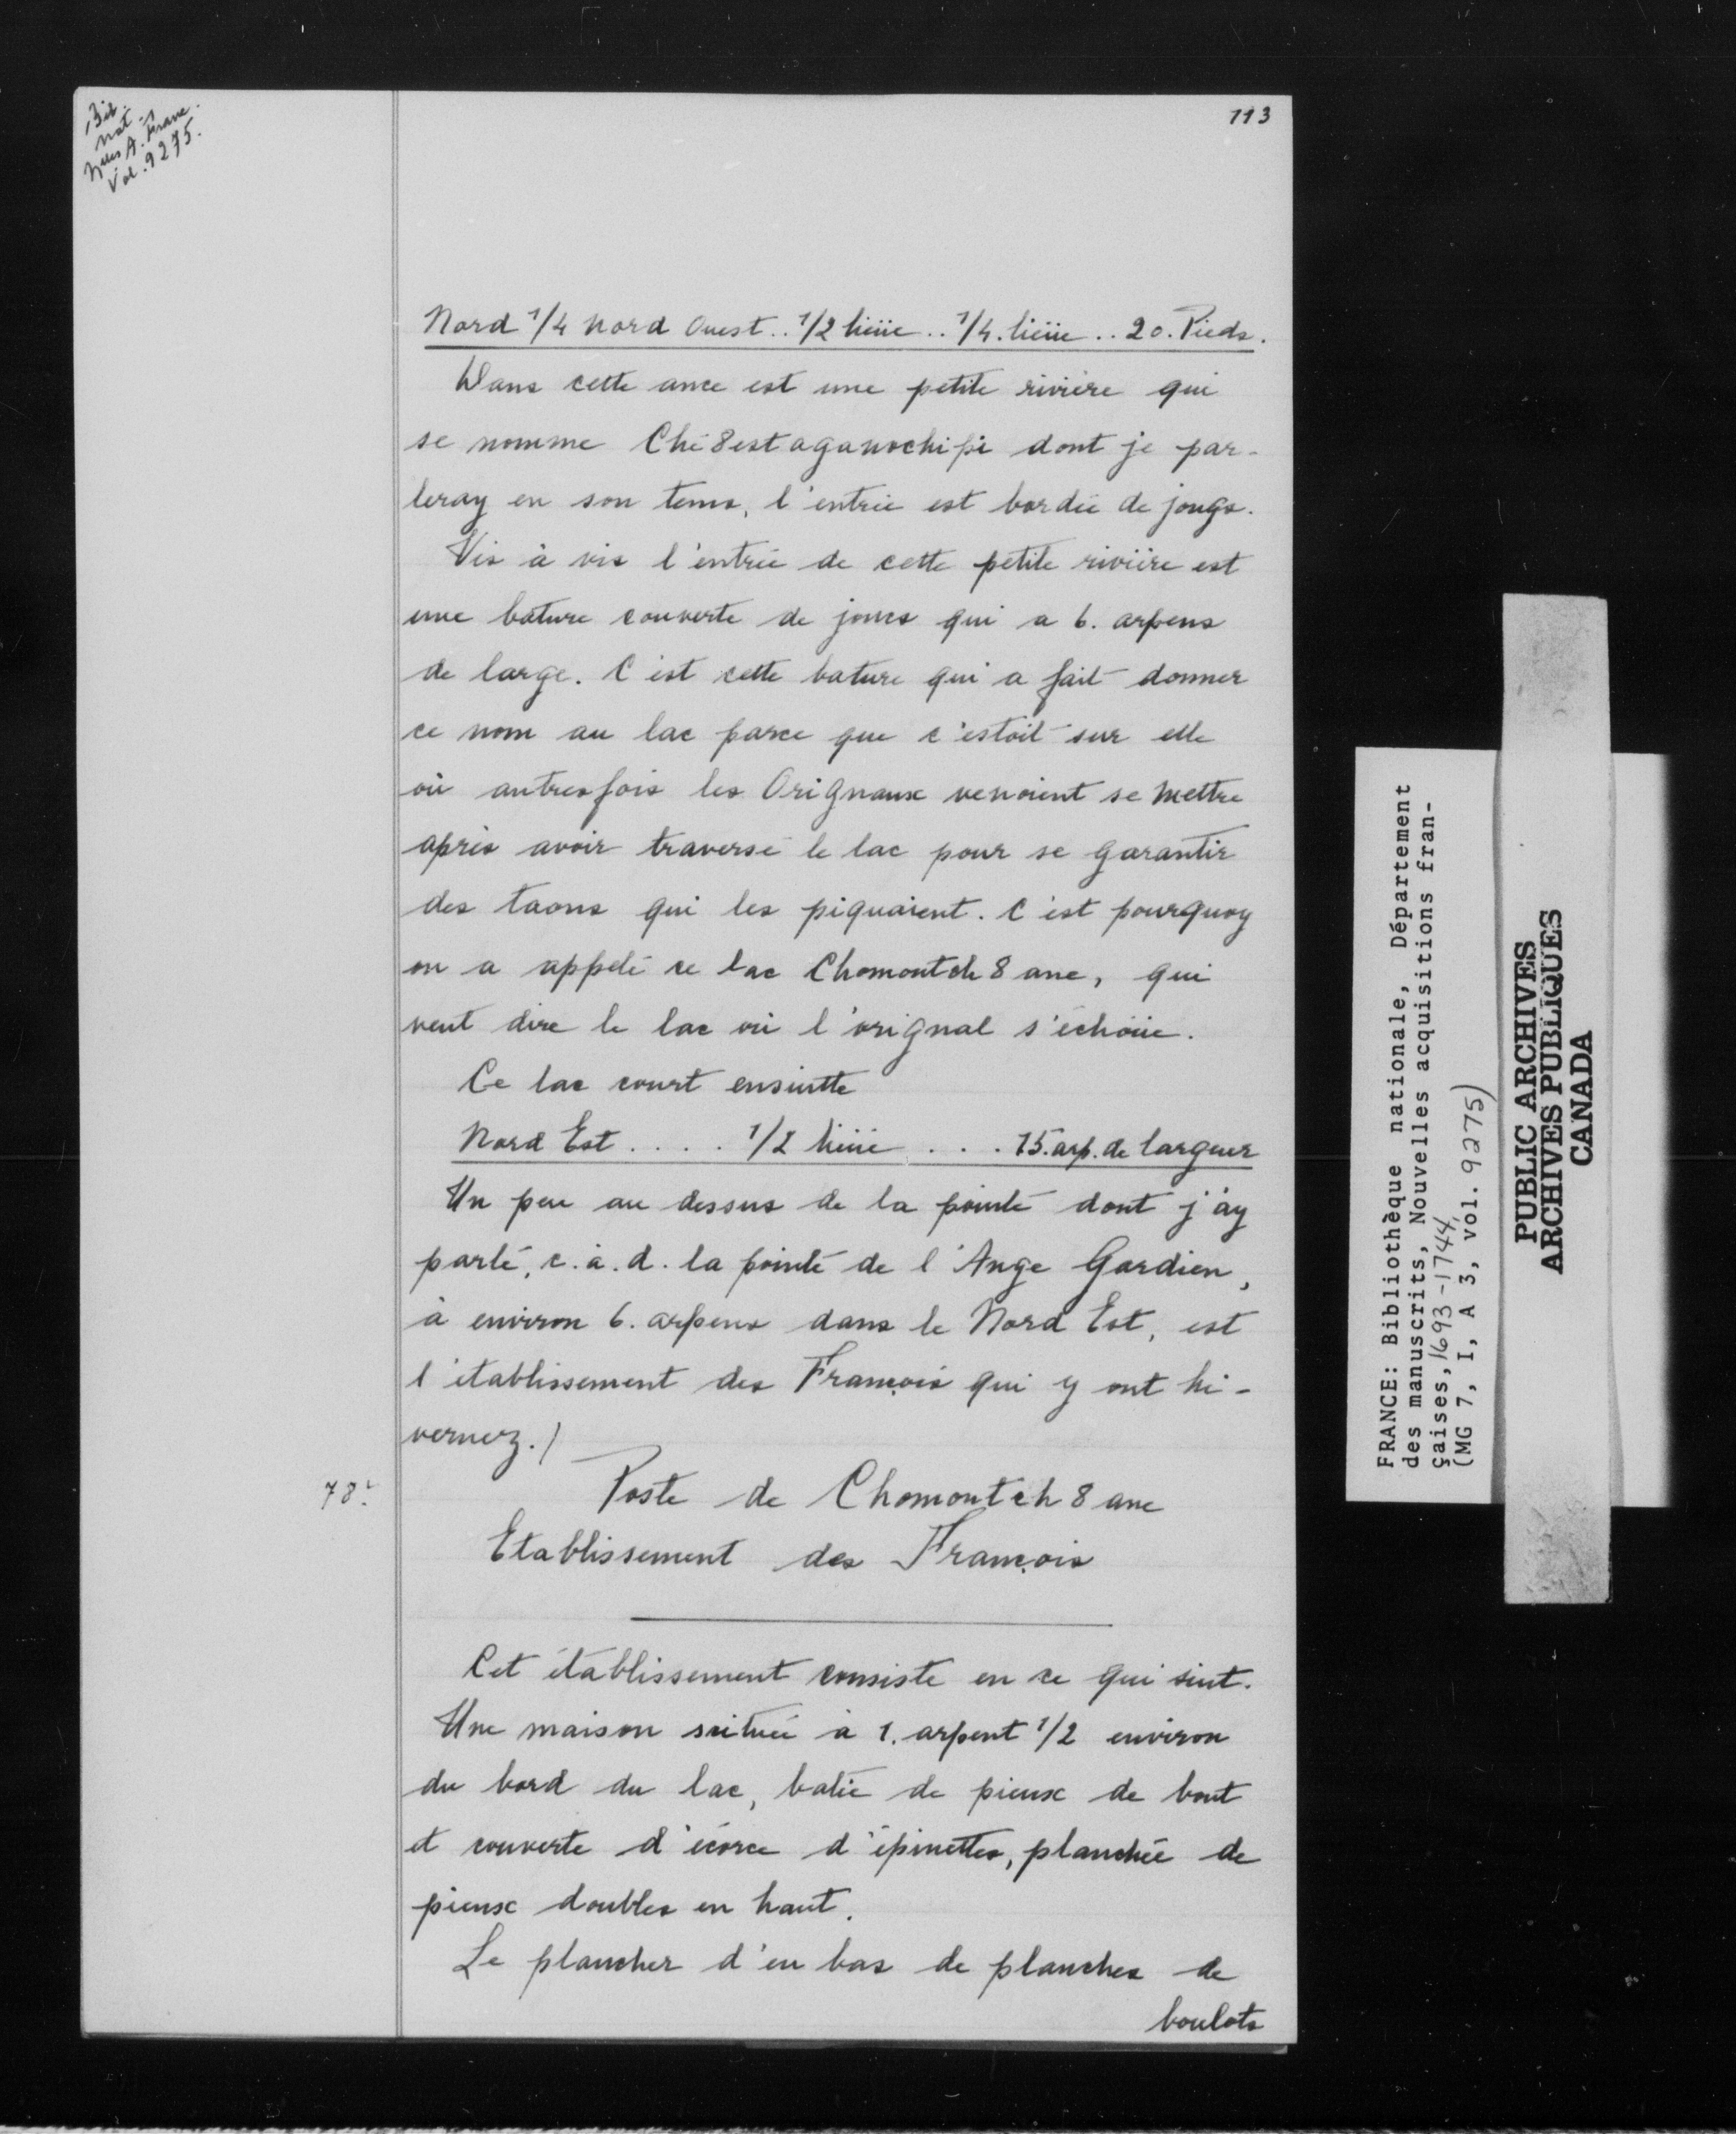 Bib.
nat.
Nlles A. Franc.
Vol. 9275.
113
Nord 1/4 Nord Ouest .. 1/2 lieüe .. 1/4. lieüe .. 20. Pieds.
Dans cette ance est une petite rivière qui
se nomme Chi8estaganochipi dont je par-
leray en son tems, l'entrée est bordée de jongs.
Vis à vis l'entrée de cette petite rivière est
une bature couverte de joncs qui a 6. arpens
de large. C'est cette bature qui a fait donner
ce nom au lac parce que c'estoit sur elle
où autresfois les Orignaux venoient se mettre
après avoir traversé le lac pour se garantir
des taons qui les piquaient. C'est pourquoy
on a appelé ce lac Chomontch8ane, qui
veut dire le lac où l'orignal s'échoüe.
Ce lac court ensuitte
Nord Est .... 1/2 lieüe ... 15. arp. de largeur
Un peu au dessus de la pointe dont j'ay
parlé, c. à. d. la pointe de l'Ange Gardien,
à environ 6. arpens dans le Nord Est, est
l'établissement des François qui y ont hi-
vernez./
78.
Poste de Chomontch8ane
Etablissement des François
Cet établissement consiste en ce qui suit.
Une maison scituée à 1. arpent 1/2 environ
du bord du lac, batie de pieux de bout
et couverte d'écorce d'épinettes, planchée de
pieux doubles en haut.
Le plancher d'en bas de planches de
boulots
FRANCE: Bibliothèque nationale, Département
des manuscrits, Nouvelles acquisitions fran-
çaises, 1693-1744,
(MG 7, I, A 3, vol. 9275)
PUBLIC ARCHIVES
ARCHIVES PUBLIQUES
CANADA